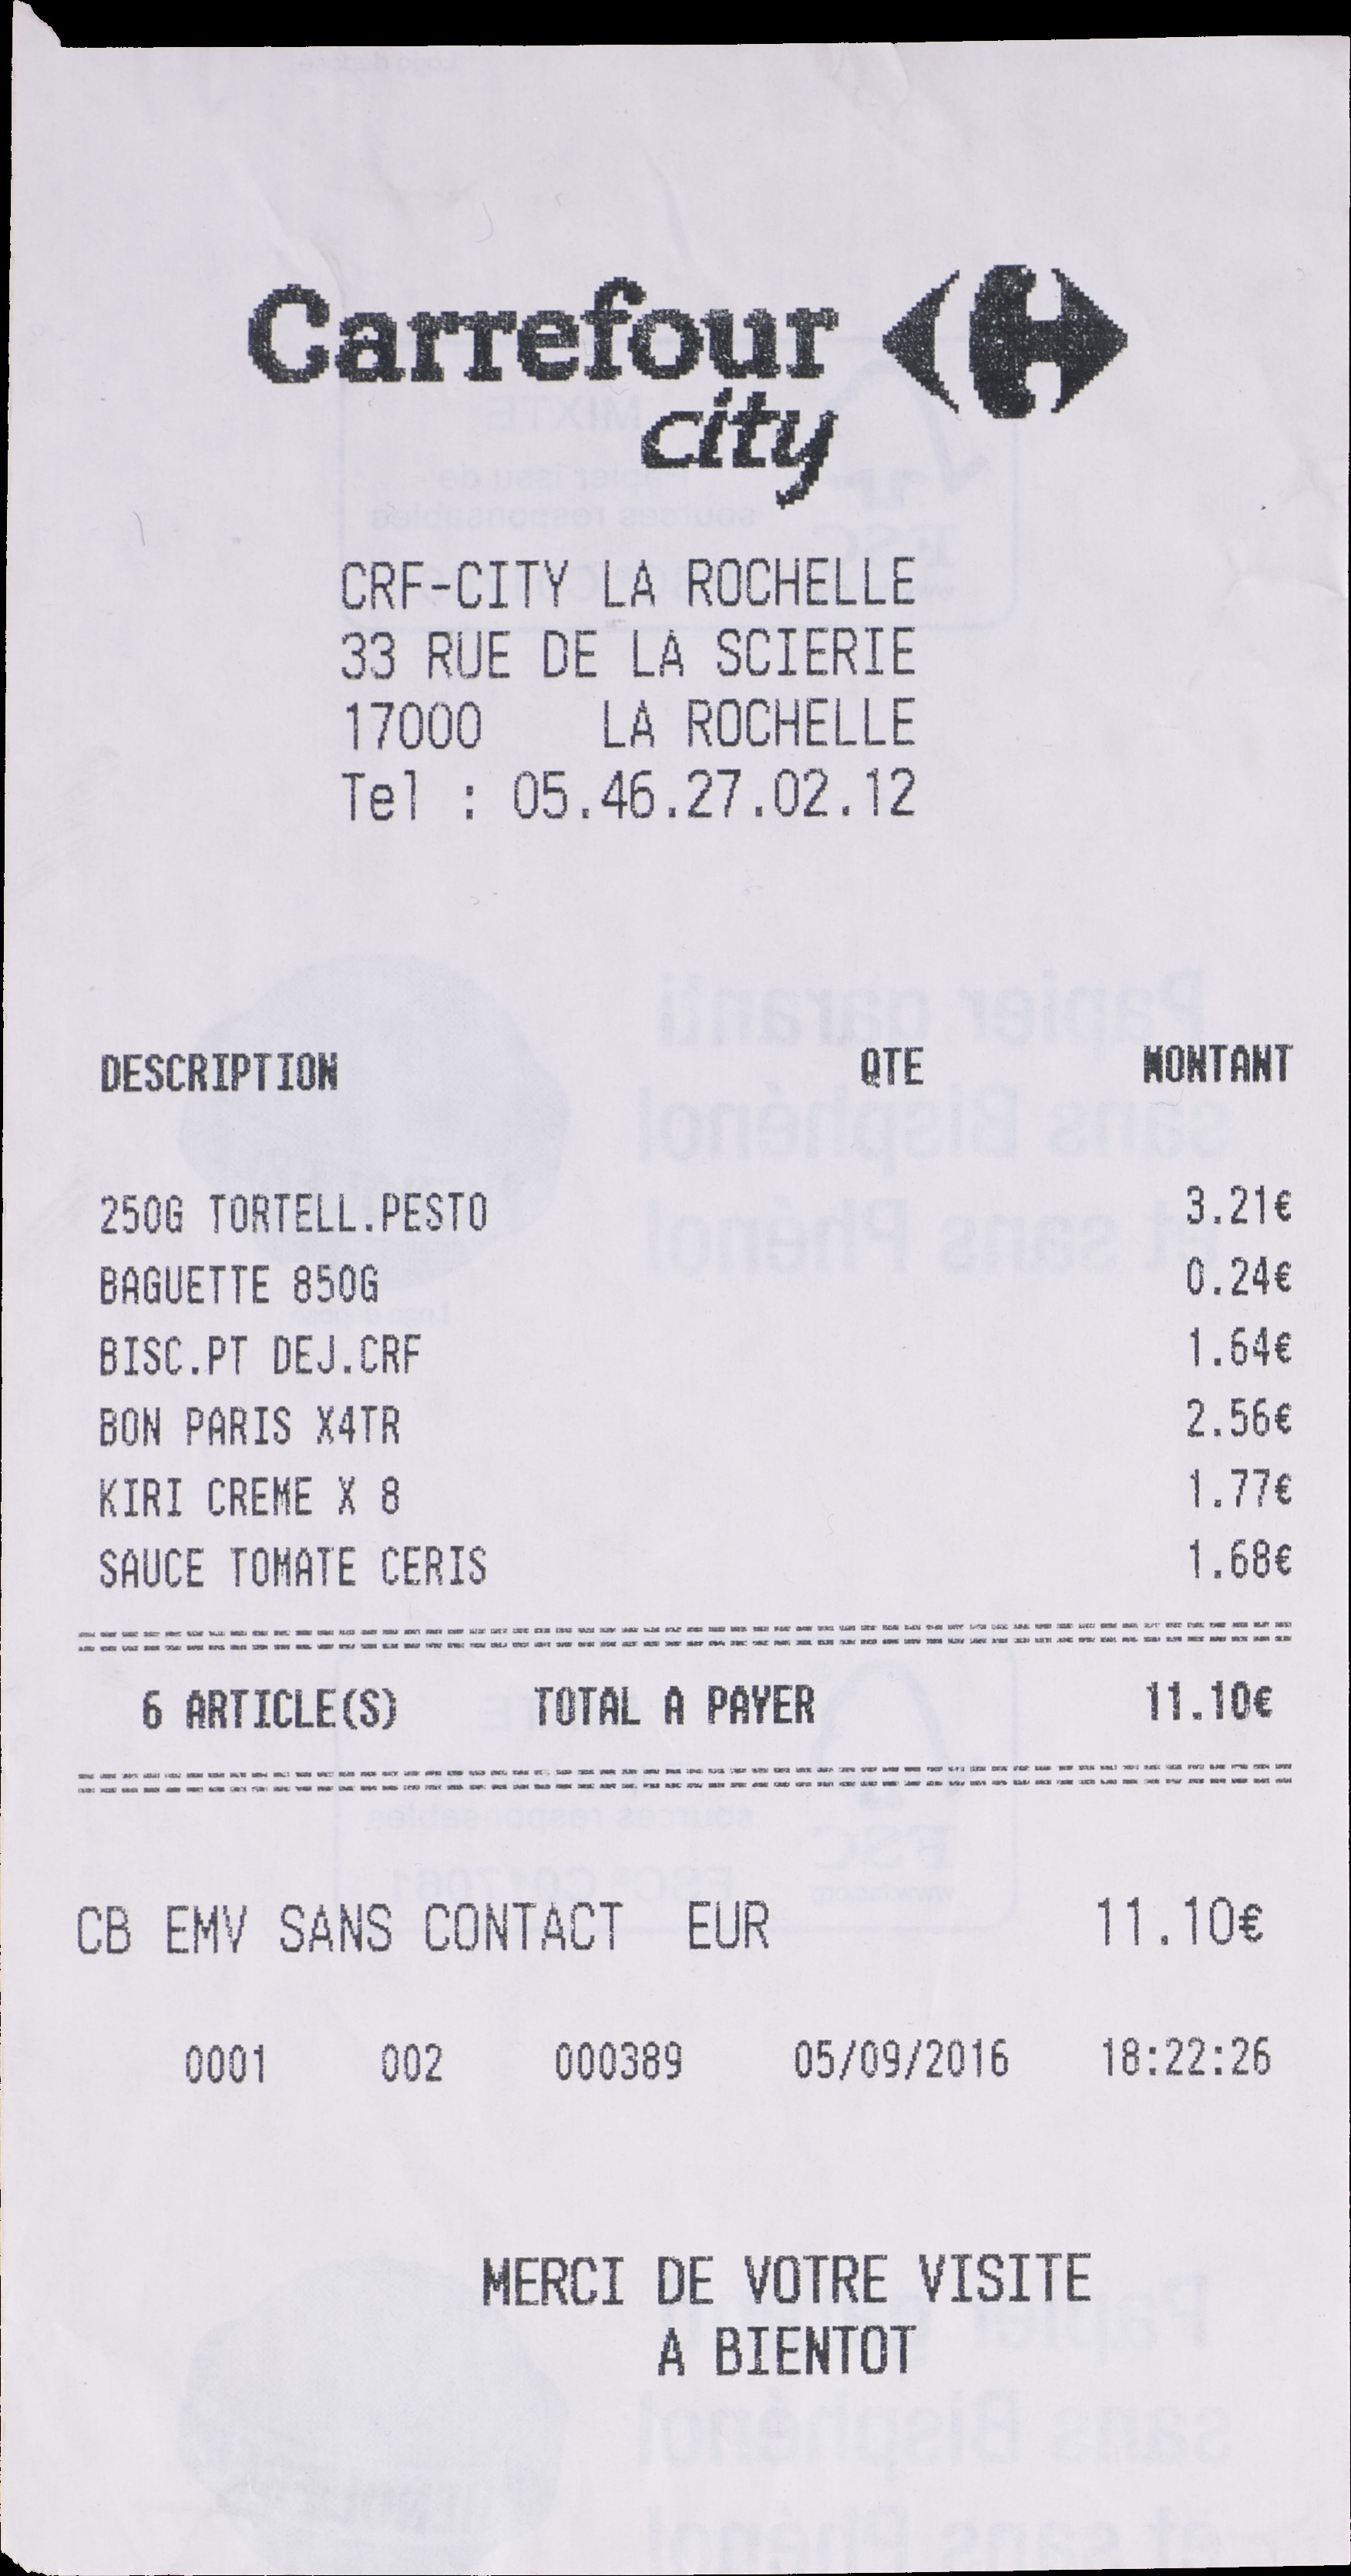 Carrefour
city
CRF-CITY LA ROCHELLE
33 RUE DE LA SCIERIE
17000 LA ROCHELLE
Tel : 05.46.27.02.12
DESCRIPTION QTE MONTANT
250G TORTELL.PESTO 3.21€
BAGUETTE 850G 0.24€
BISC.PT DEJ.CRF 1.64€
BON PARIS X4TR 2.56€
KIRI CREME X 8 1.77€
SAUCE TOMATE CERIS 1.68€
6 ARTICLE(S) TOTAL A PAYER 11.10€
CB EMV SANS CONTACT EUR 11.10€
0001 002 000389 05/09/2016 18:22:26
MERCI DE VOTRE VISITE
A BIENTOT